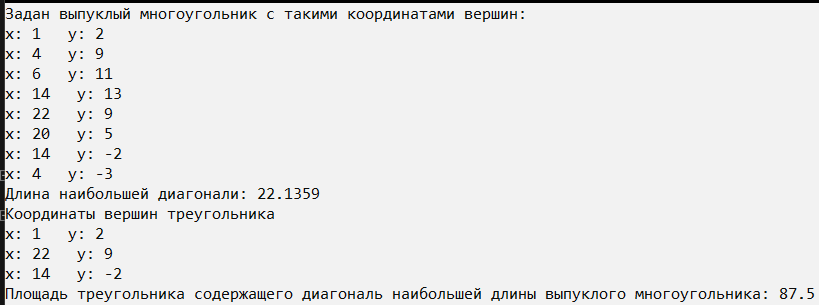 Задан выпуклый многоугольник с такими координатами вершин:
x: 1   y: 2
x: 4   y: 9
x: 6   y: 11
x: 14   y: 13
x: 22   y: 9
x: 20   y: 5
x: 14   y: -2
x: 4   y: -3
Длина наибольшей диагонали: 22.1359
Координаты вершин треугольника
x: 1   y: 2
x: 22   y: 9
x: 14   y: -2
Площадь треугольника содержащего диагональ наибольшей длины выпуклого многоугольника: 87.5